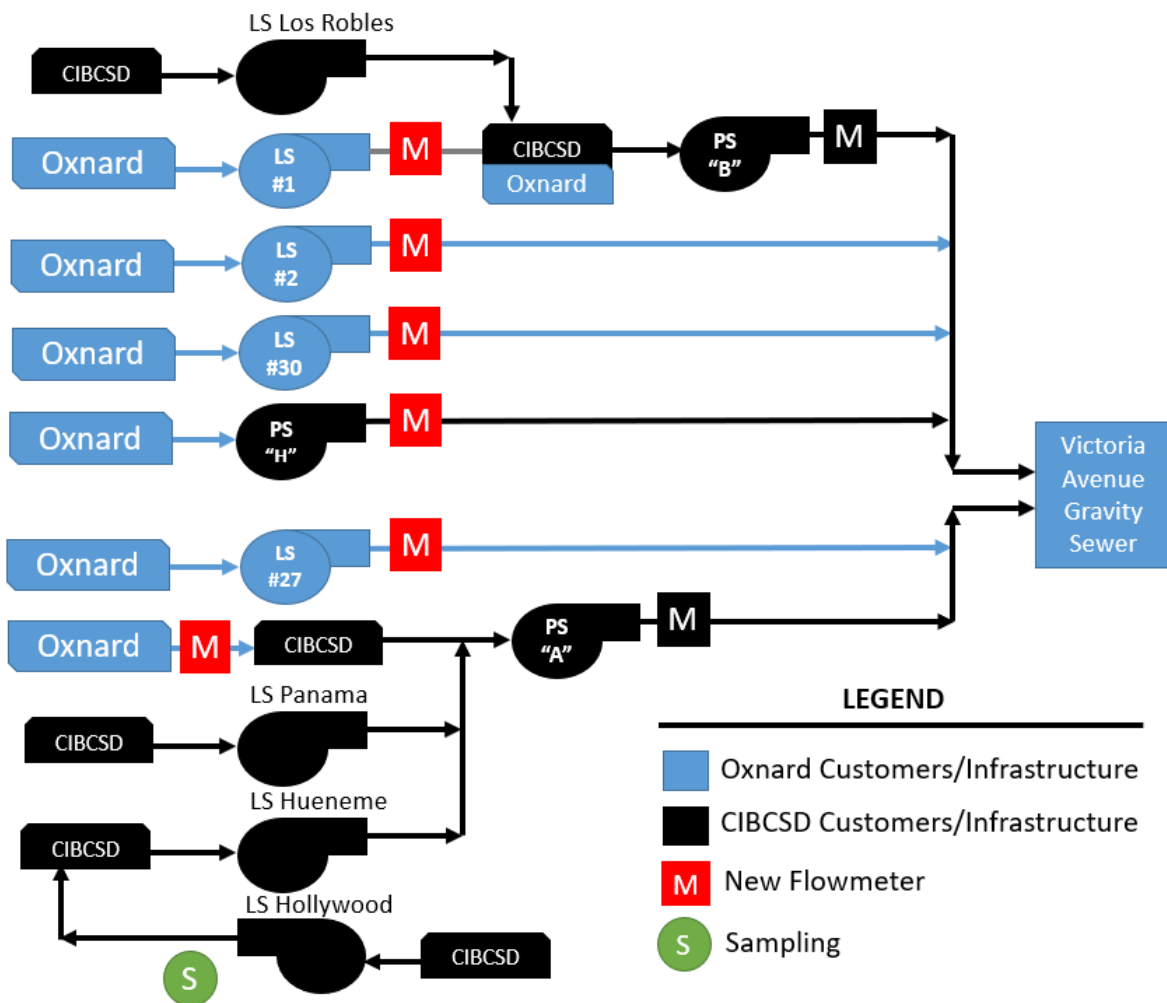 LS Los Robles
CIBCSD
Oxnard
LS
#1
M
CIBCSD
Oxnard
PS
“B”
M
Oxnard
LS
#2
M
Oxnard
LS
#30
M
Oxnard
PS
“H”
M
Victoria
Avenue
Gravity
Sewer
Oxnard
LS
#27
M
Oxnard
M
CIBCSD
PS
“A”
M
LS Panama
CIBCSD
LS Hueneme
CIBCSD
LS Hollywood
CIBCSD
S
LEGEND
Oxnard Customers/Infrastructure
CIBCSD Customers/Infrastructure
M New Flowmeter
S Sampling